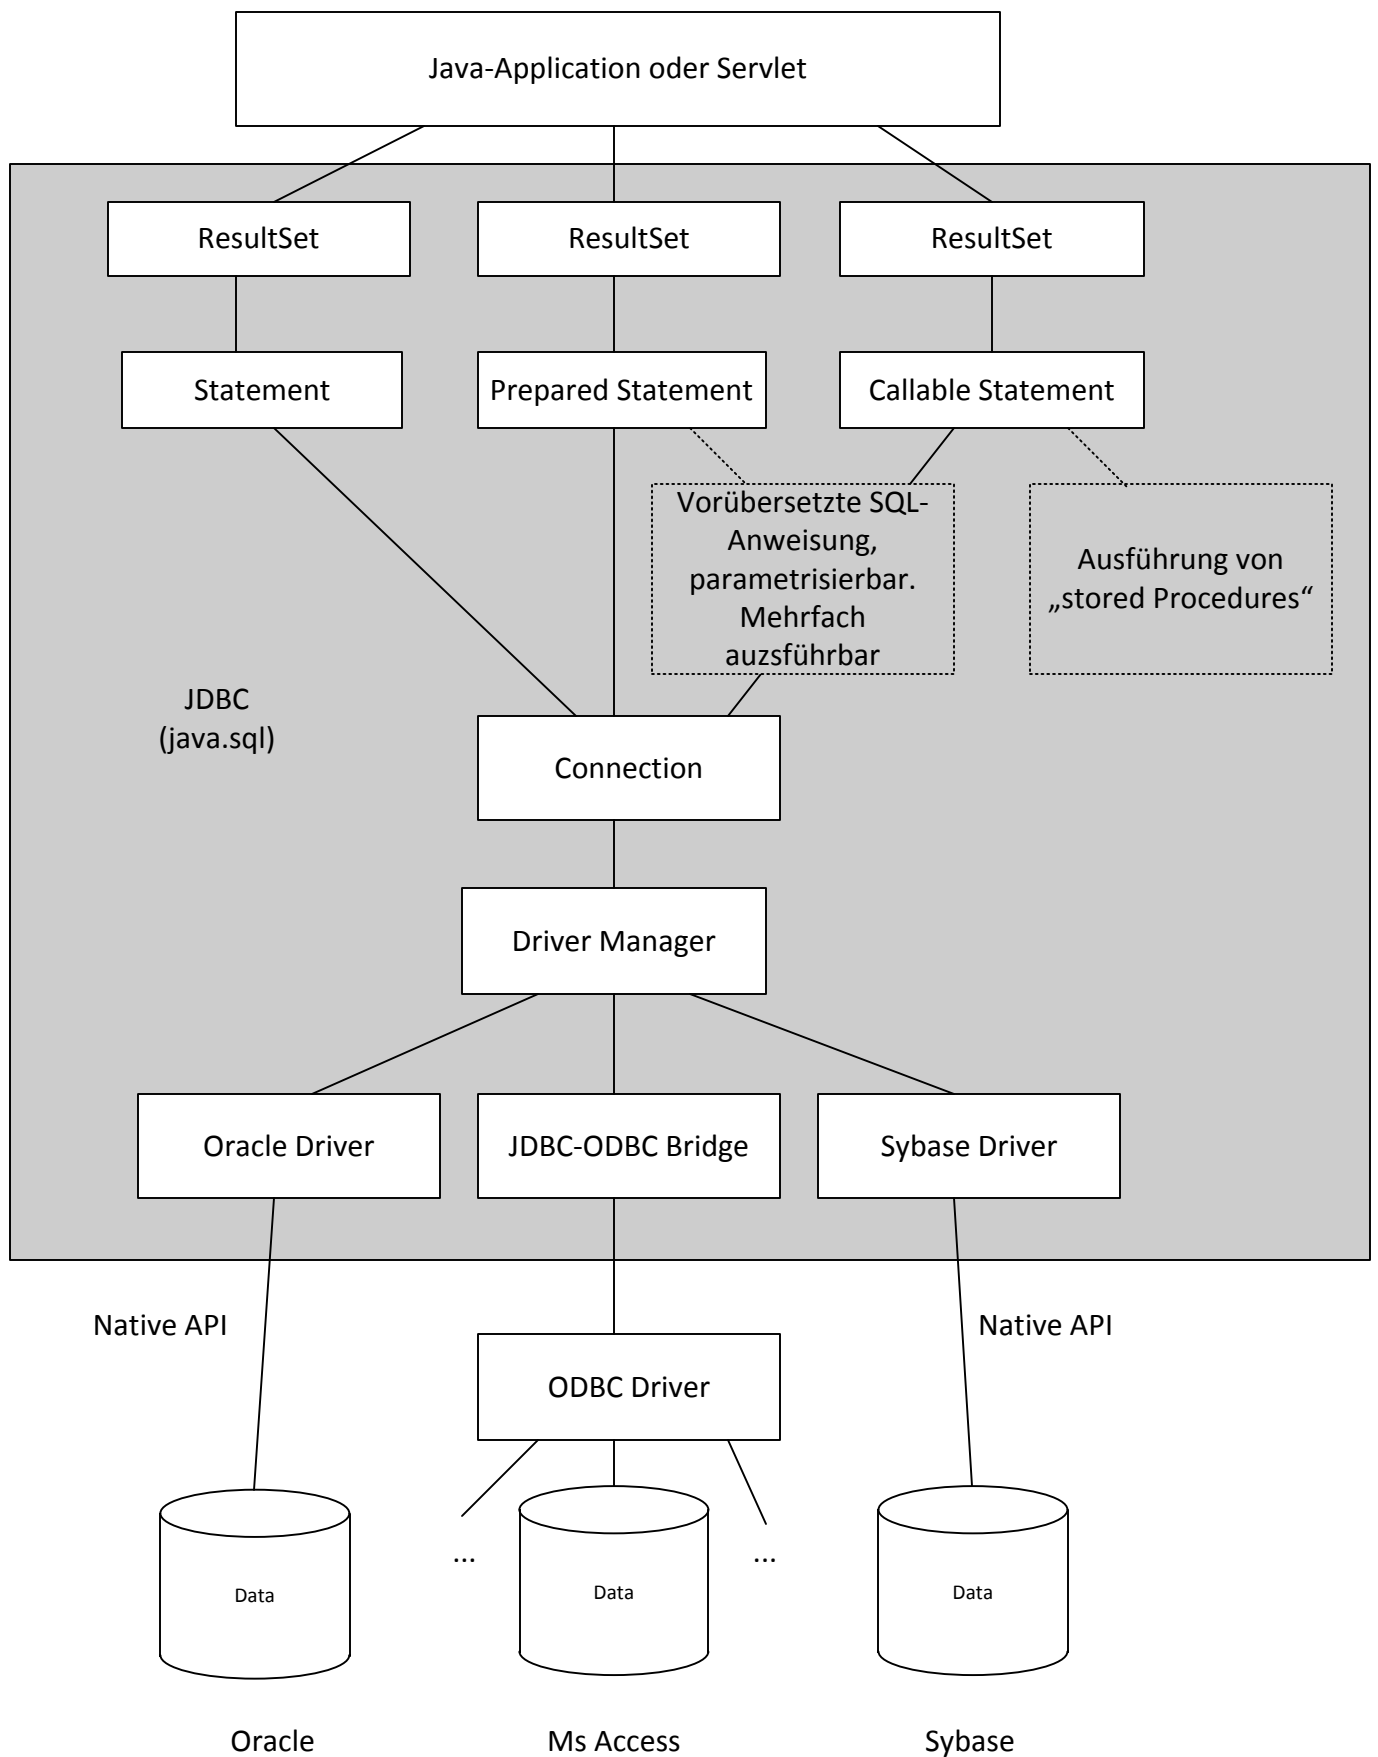 Java-Application oder Servlet
ResultSet
ResultSet
ResultSet
Statement
Prepared Statement
Callable Statement
Vorübersetzte SQL-
Anweisung,
parametrisierbar.
Mehrfach
auzsführbar
Ausführung von
„stored Procedures“
JDBC
(java.sql)
Connection
Driver Manager
Oracle Driver
JDBC-ODBC Bridge
Sybase Driver
Native API
Native API
ODBC Driver
...
...
Data
Data
Data
Oracle
Ms Access
Sybase